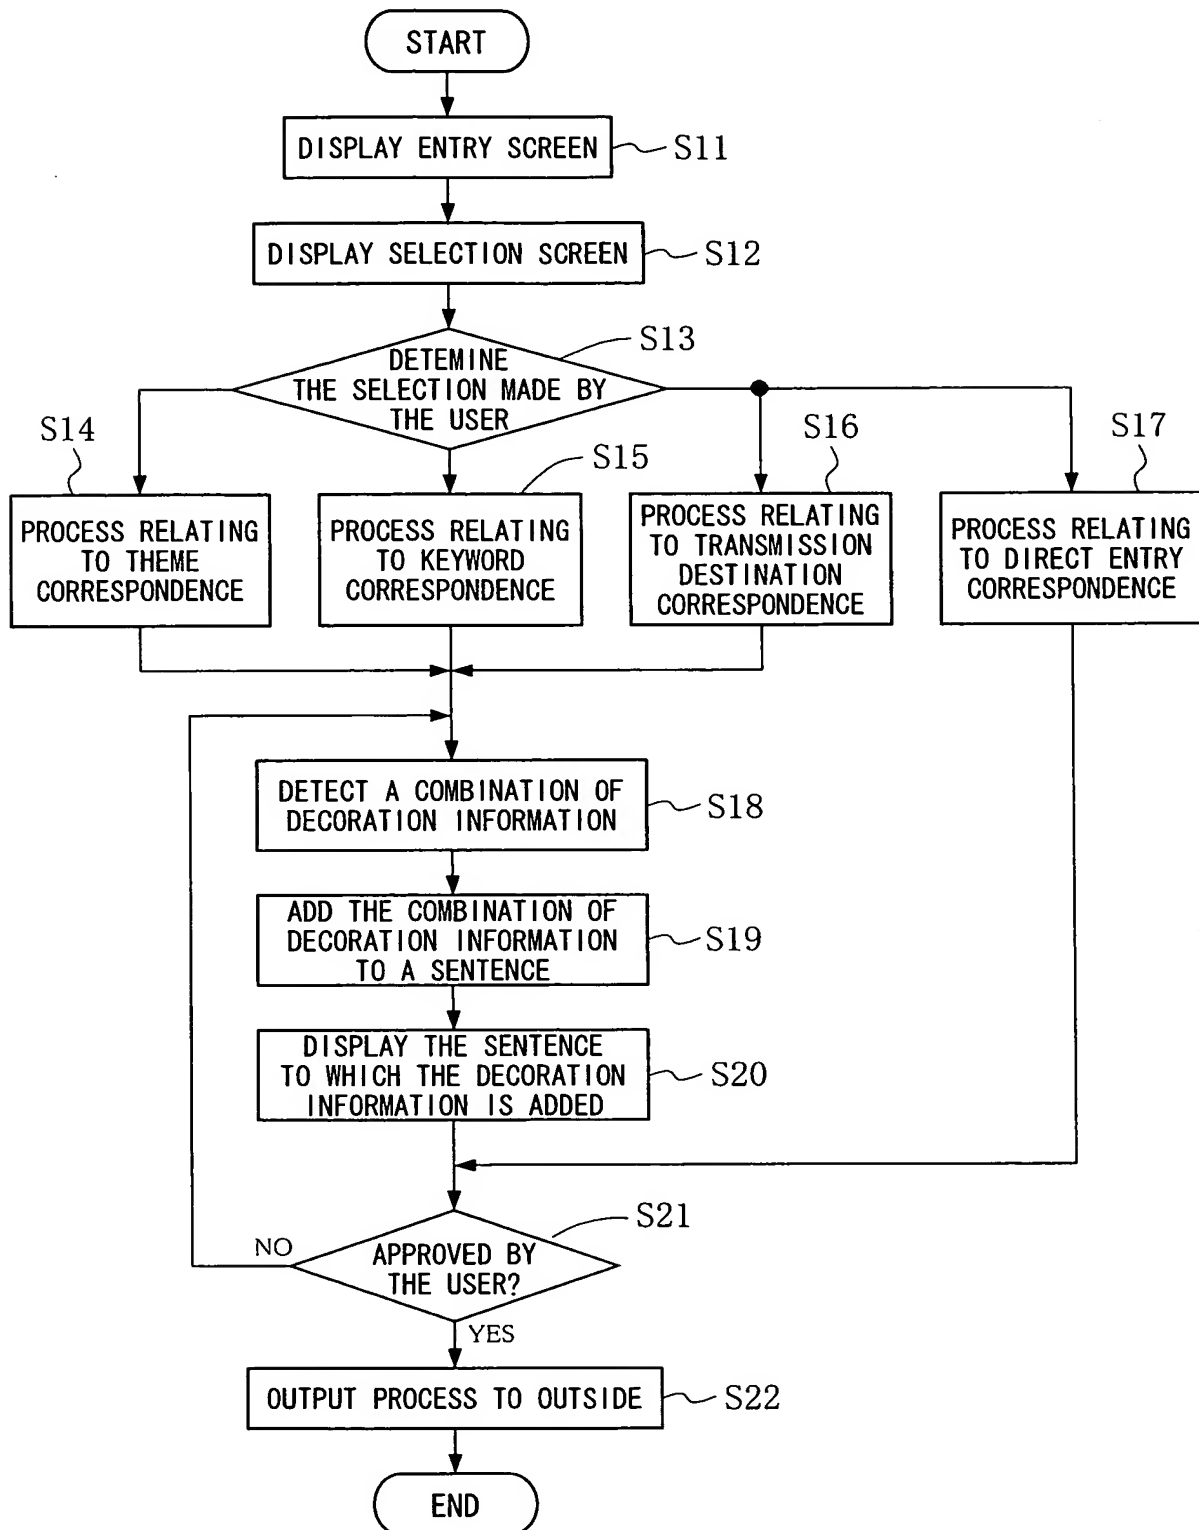 START
DISPLAY ENTRY SCREEN
S11
DISPLAY SELECTION SCREEN
S12
DETEMINE
THE SELECTION MADE BY
THE USER
S13
S14
PROCESS RELATING
TO THEME
CORRESPONDENCE
S15
PROCESS RELATING
TO KEYWORD
CORRESPONDENCE
S16
PROCESS RELATING
TO TRANSMISSION
DESTINATION
CORRESPONDENCE
S17
PROCESS RELATING
TO DIRECT ENTRY
CORRESPONDENCE
DETECT A COMBINATION OF
DECORATION INFORMATION
S18
ADD THE COMBINATION OF
DECORATION INFORMATION
TO A SENTENCE
S19
DISPLAY THE SENTENCE
TO WHICH THE DECORATION
INFORMATION IS ADDED
S20
S21
NO
APPROVED BY
THE USER?
YES
OUTPUT PROCESS TO OUTSIDE
S22
END